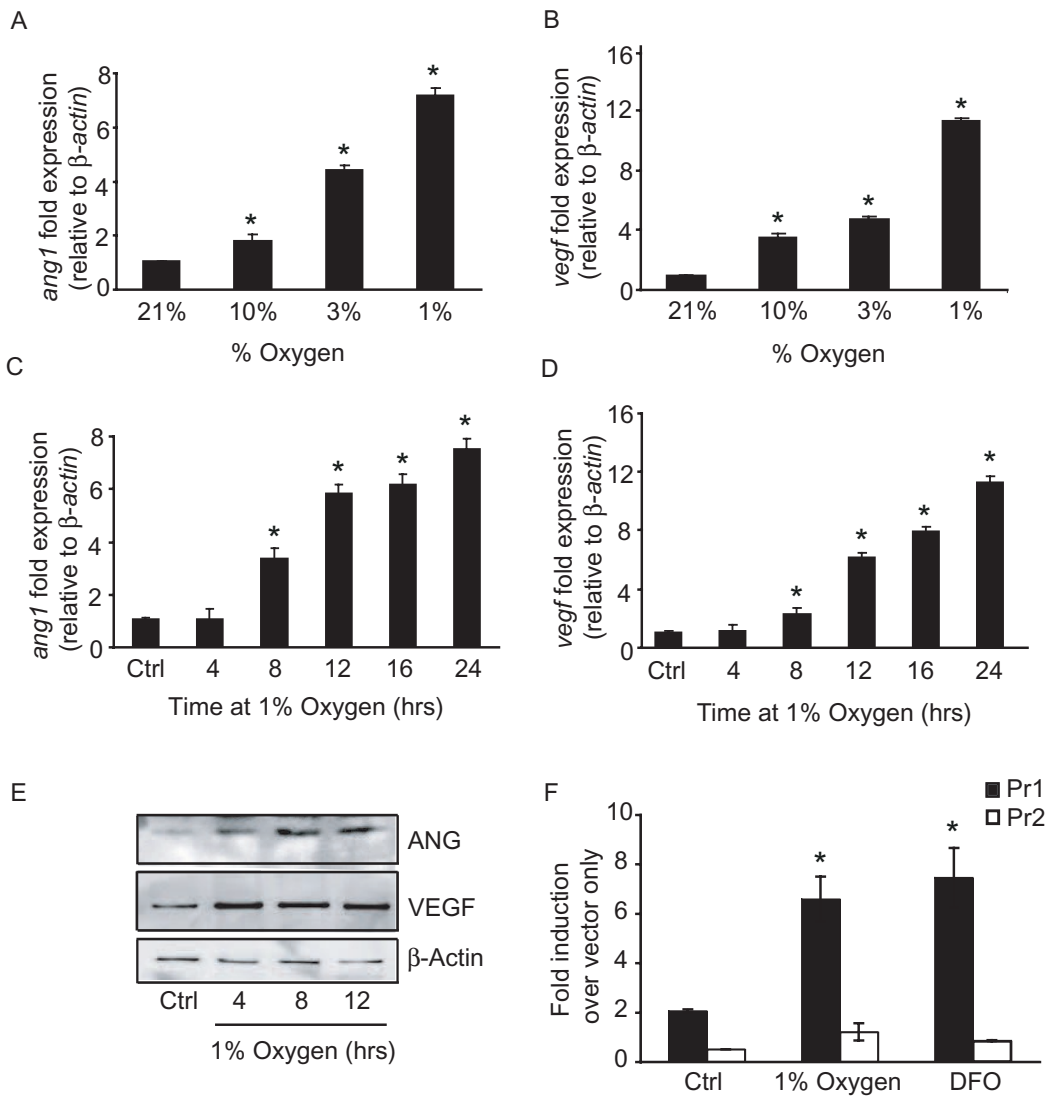 A
ang1 fold expression
(relative to β-actin)
8
6
4
2
0
*
*
*
21% 10% 3% 1%
% Oxygen
B
vegf fold expression
(relative to β-actin)
16
12
8
4
0
*
*
*
21% 10% 3% 1%
% Oxygen
C
ang1 fold expression
(relative to β-actin)
8
6
4
2
0
*
*
*
*
Ctrl 4 8 12 16 24
Time at 1% Oxygen (hrs)
D
vegf fold expression
(relative to β-actin)
16
12
8
4
0
*
*
*
*
Ctrl 4 8 12 16 24
Time at 1% Oxygen (hrs)
E
ANG
VEGF
β-Actin
Ctrl 4 8 12
1% Oxygen (hrs)
F
Pr1
Pr2
Fold induction
over vector only
10
8
6
4
2
0
*
*
Ctrl 1% Oxygen DFO